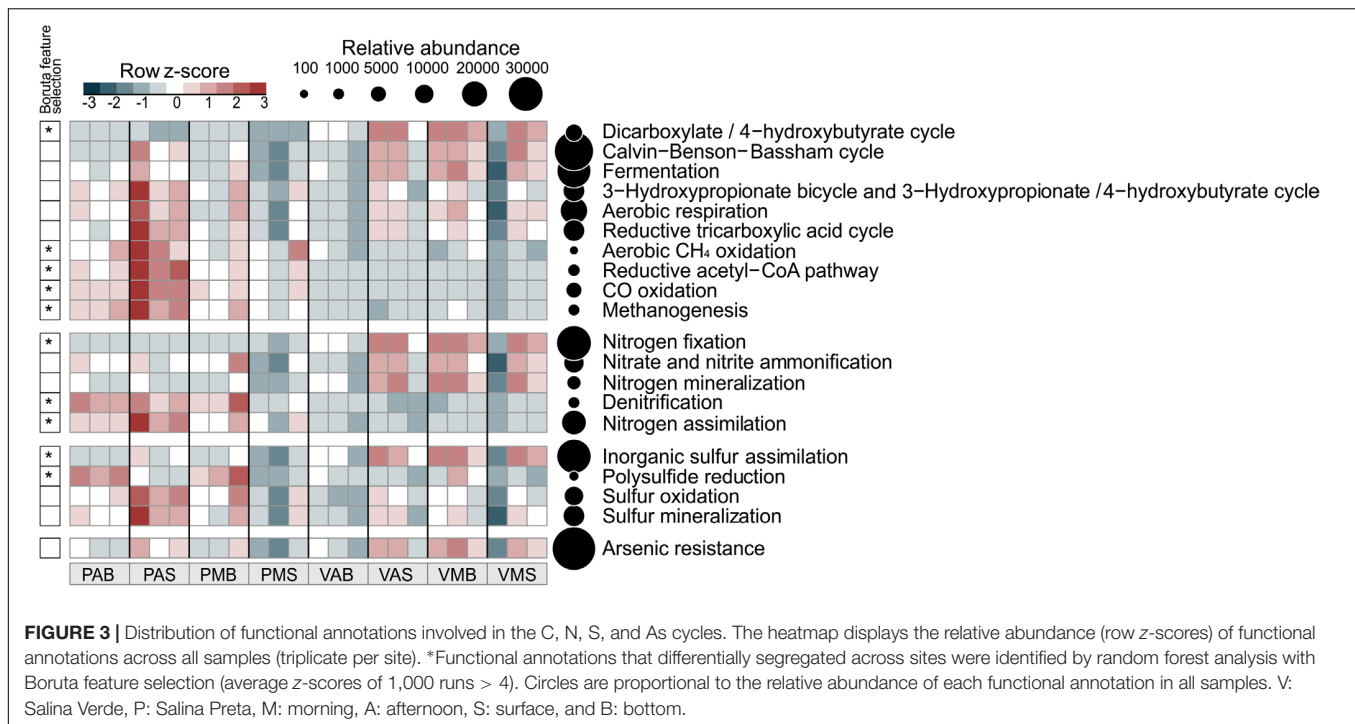 Boruta feature
selection
Row z-score
-3 -2 -1 0 1 2 3
Relative abundance
100 1000 5000 10000 20000 30000
* Dicarboxylate / 4-hydroxybutyrate cycle
Calvin-Benson-Bassham cycle
Fermentation
3-Hydroxypropionate bicycle and 3-Hydroxypropionate / 4-hydroxybutyrate cycle
Aerobic respiration
Reductive tricarboxylic acid cycle
* Aerobic CH₄ oxidation
* Reductive acetyl-CoA pathway
* CO oxidation
* Methanogenesis
* Nitrogen fixation
Nitrate and nitrite ammonification
Nitrogen mineralization
* Denitrification
* Nitrogen assimilation
* Inorganic sulfur assimilation
* Polysulfide reduction
Sulfur oxidation
Sulfur mineralization
Arsenic resistance
PAB PAS PMB PMS VAB VAS VMB VMS
FIGURE 3 | Distribution of functional annotations involved in the C, N, S, and As cycles. The heatmap displays the relative abundance (row z-scores) of functional
annotations across all samples (triplicate per site). *Functional annotations that differentially segregated across sites were identified by random forest analysis with
Boruta feature selection (average z-scores of 1,000 runs > 4). Circles are proportional to the relative abundance of each functional annotation in all samples. V:
Salina Verde, P: Salina Preta, M: morning, A: afternoon, S: surface, and B: bottom.